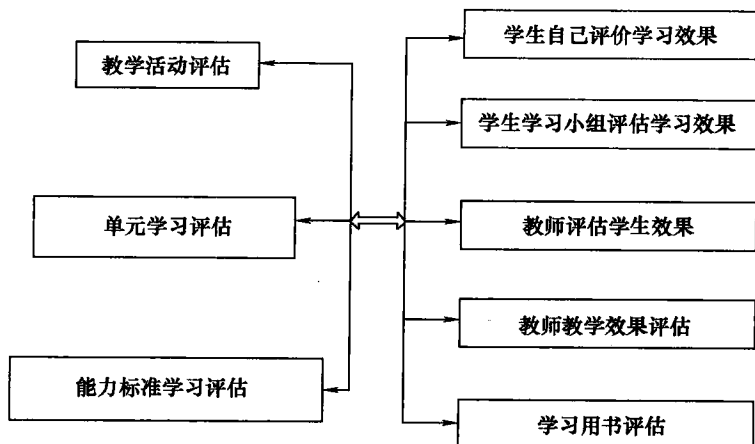 教学活动评估
单元学习评估
能力标准学习评估
学生自己评价学习效果
学生学习小组评估学习效果
教师评估学生效果
教师教学效果评估
学习用书评估